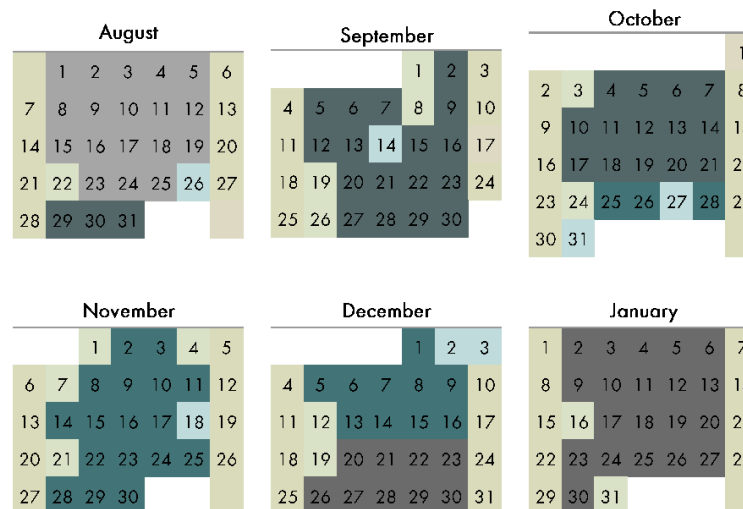 August
1 2 3 4 5 6
7 8 9 10 11 12 13
14 15 16 17 18 19 20
21 22 23 24 25 26 27
28 29 30 31
September
1 2 3
4 5 6 7 8 9 10
11 12 13 14 15 16 17
18 19 20 21 22 23 24
25 26 27 28 29 30
October
2 3 4 5 6 7
9 10 11 12 13 14
16 17 18 19 20 21
23 24 25 26 27 28
30 31
November
1 2 3 4 5
6 7 8 9 10 11 12
13 14 15 16 17 18 19
20 21 22 23 24 25 26
27 28 29 30
December
1 2 3
4 5 6 7 8 9 10
11 12 13 14 15 16 17
18 19 20 21 22 23 24
25 26 27 28 29 30 31
January
1 2 3 4 5 6
8 9 10 11 12 13
15 16 17 18 19 20
22 23 24 25 26 27
29 30 31